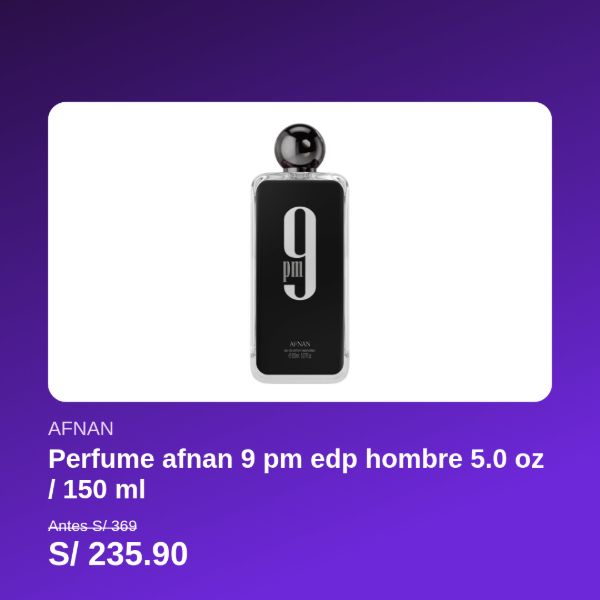 9
pm
AFNAN
AFNAN
Perfume afnan 9 pm edp hombre 5.0 oz
/ 150 ml
Antes S/ 369
S/ 235.90